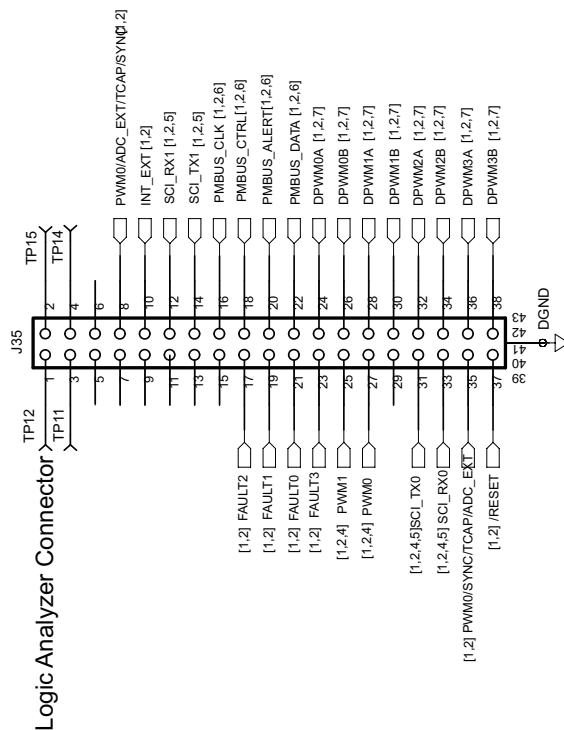 Logic Analyzer Connector
J35
TP12 1 2 TP15
TP11 3 4 TP14
5 6
7 8 PWM0/ADC_EXT/TCAP/SYNC[1,2]
9 10 INT_EXT [1,2]
11 12 SCI_RX1 [1,2,5]
13 14 SCI_TX1 [1,2,5]
15 16 PMBUS_CLK [1,2,6]
[1,2] FAULT2 17 18 PMBUS_CTRL[1,2,6]
[1,2] FAULT1 19 20 PMBUS_ALERT[1,2,6]
[1,2] FAULT0 21 22 PMBUS_DATA [1,2,6]
[1,2] FAULT3 23 24 DPWM0A [1,2,7]
[1,2,4] PWM1 25 26 DPWM0B [1,2,7]
[1,2,4] PWM0 27 28 DPWM1A [1,2,7]
29 30 DPWM1B [1,2,7]
[1,2,4,5]SCI_TX0 31 32 DPWM2A [1,2,7]
[1,2,4,5] SCI_RX0 33 34 DPWM2B [1,2,7]
[1,2] PWM0/SYNC/TCAP/ADC_EXT 35 36 DPWM3A [1,2,7]
[1,2] /RESET 37 38 DPWM3B [1,2,7]
39 40 41 42 43
DGND